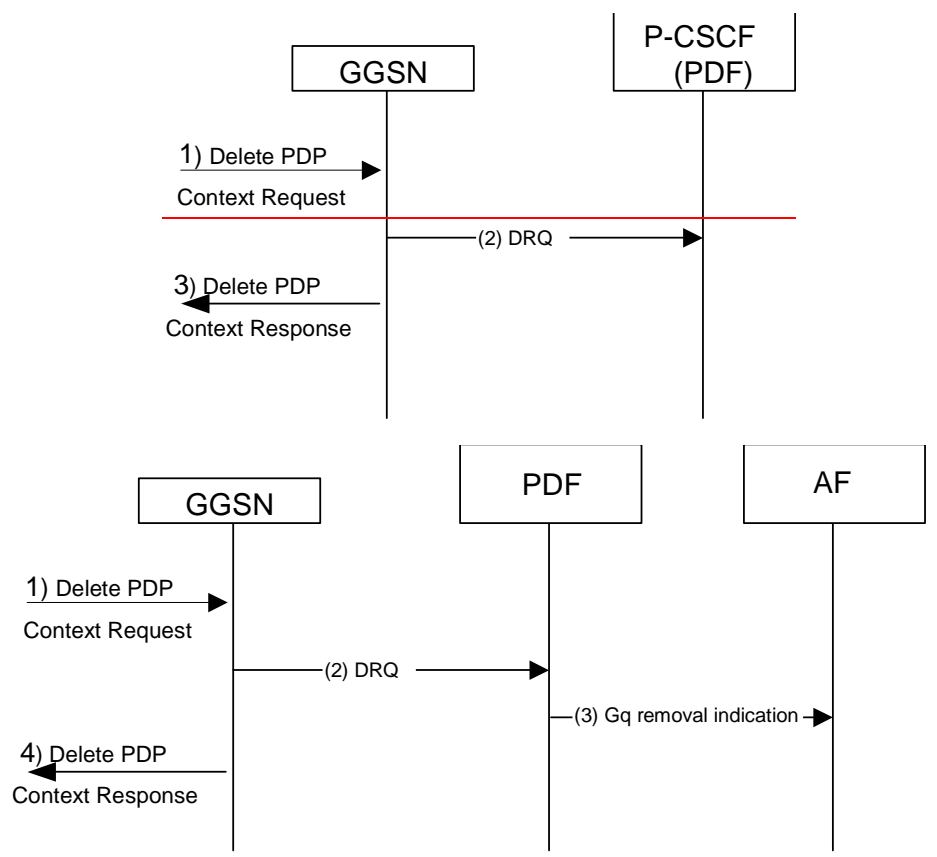 P-CSCF
(PDF)
GGSN
1) Delete PDP
Context Request
(2) DRQ
3) Delete PDP
Context Response
PDF
AF
GGSN
1) Delete PDP
Context Request
(2) DRQ
(3) Gq removal indication
4) Delete PDP
Context Response